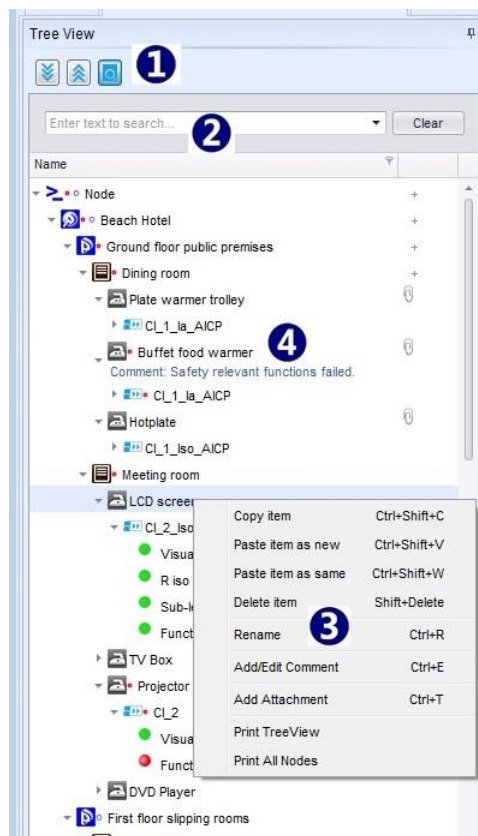 Tree View
1
Enter text to search...
Clear
2
Name
Node
Beach Hotel
Ground floor public premises
Dining room
Plate warmer trolley
CI_1_Ia_AICP
Buffet food warmer
4
Comment: Safety relevant functions failed.
CI_1_Ia_AICP
Hotplate
CI_1_Iso_AICP
Meeting room
LCD screen
CI_2_Iso
Visua
R iso
Sub-le
Funct
TV Box
Projector
CI_2
Visua
Funct
DVD Player
First floor slipping rooms
Copy item Ctrl+Shift+C
Paste item as new Ctrl+Shift+V
Paste item as same Ctrl+Shift+W
Delete item Shift+Delete
3
Rename Ctrl+R
Add/Edit Comment Ctrl+E
Add Attachment Ctrl+T
Print TreeView
Print All Nodes